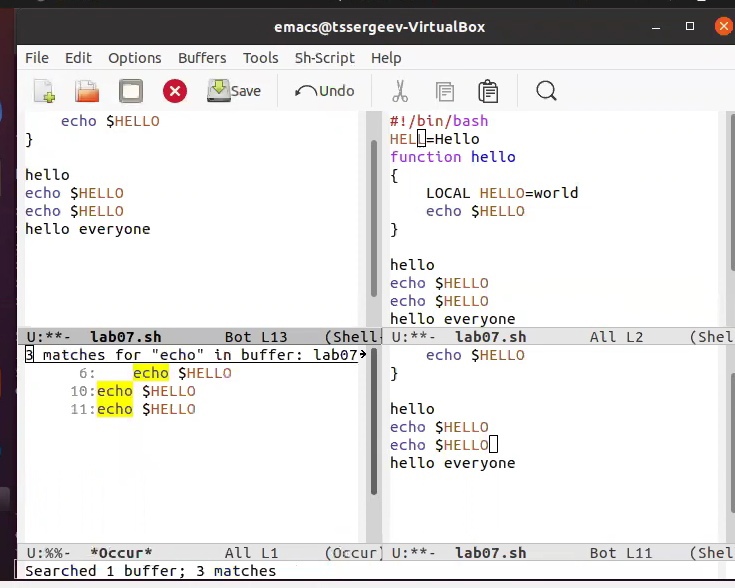 emacs@tssergeev-VirtualBox
File Edit Options Buffers Tools Sh-Script Help
Save Undo
echo $HELLO
}
hello
echo $HELLO
echo $HELLO
hello everyone
U:**- lab07.sh Bot L13 (Shell
3 matches for "echo" in buffer: lab07
6: echo $HELLO
10:echo $HELLO
11:echo $HELLO
U:%%- *Occur* All L1 (Occur)
#!/bin/bash
HELL=Hello
function hello
{
LOCAL HELLO=world
echo $HELLO
}
hello
echo $HELLO
echo $HELLO
hello everyone
U:**- lab07.sh All L2 (Shel
echo $HELLO
}
hello
echo $HELLO
echo $HELLO
hello everyone
U:**- lab07.sh Bot L11 (Shel
Searched 1 buffer; 3 matches